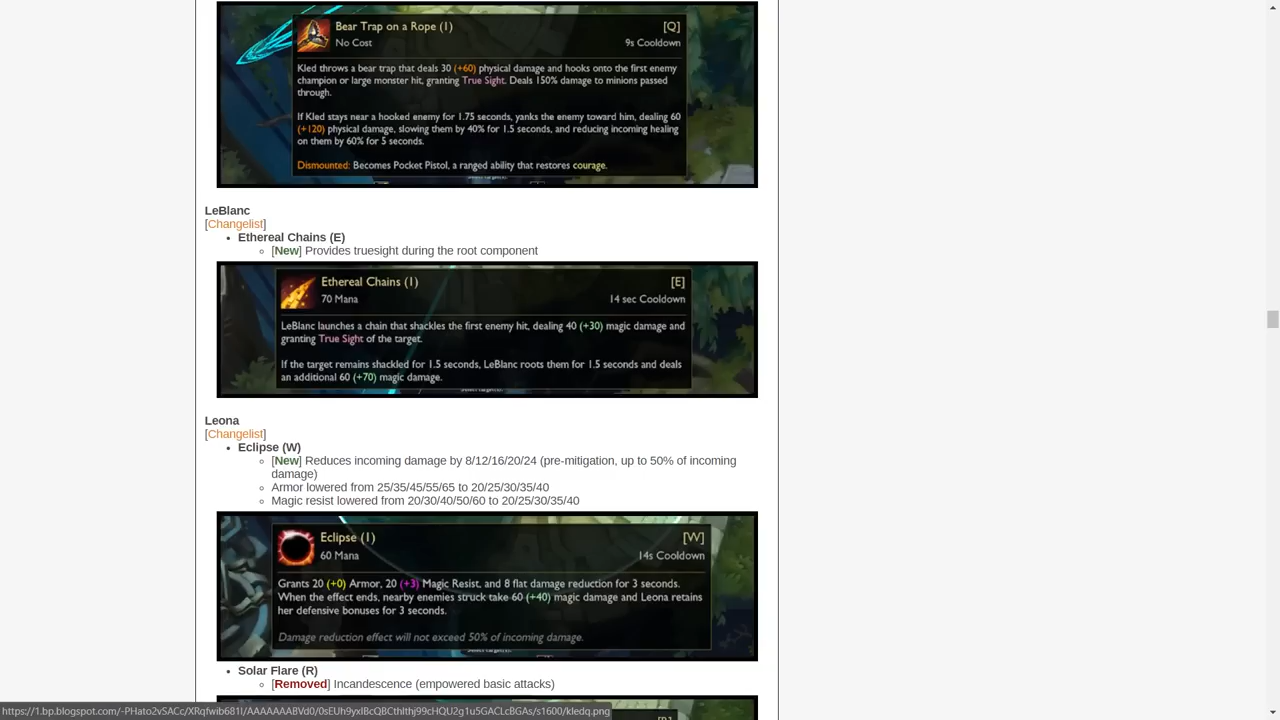 Bear Trap on a Rope (1) [Q]
No Cost 9s Cooldown
Kled throws a bear trap that deals 30 (+60) physical damage and hooks onto the first enemy
champion or large monster hit, granting True Sight. Deals 150% damage to minions passed
through.
If Kled stays near a hooked enemy for 1.75 seconds, yanks the enemy toward him, dealing 60
(+120) physical damage, slowing them by 40% for 1.5 seconds, and reducing incoming healing
on them by 60% for 5 seconds.
Dismounted: Becomes Pocket Pistol, a ranged ability that restores courage.
LeBlanc
[Changelist]
• Ethereal Chains (E)
◦ [New] Provides truesight during the root component
Ethereal Chains (1) [E]
70 Mana 14 sec Cooldown
LeBlanc launches a chain that shackles the first enemy hit, dealing 40 (+30) magic damage and
granting True Sight of the target.
If the target remains shackled for 1.5 seconds, LeBlanc roots them for 1.5 seconds and deals
an additional 60 (+70) magic damage.
Leona
[Changelist]
• Eclipse (W)
◦ [New] Reduces incoming damage by 8/12/16/20/24 (pre-mitigation, up to 50% of incoming
damage)
◦ Armor lowered from 25/35/45/55/65 to 20/25/30/35/40
◦ Magic resist lowered from 20/30/40/50/60 to 20/25/30/35/40
Eclipse (1) [W]
60 Mana 14s Cooldown
Grants 20 (+0) Armor, 20 (+3) Magic Resist, and 8 flat damage reduction for 3 seconds.
When the effect ends, nearby enemies struck take 60 (+40) magic damage and Leona retains
her defensive bonuses for 3 seconds.
Damage reduction effect will not exceed 50% of incoming damage.
• Solar Flare (R)
◦ [Removed] Incandescence (empowered basic attacks)